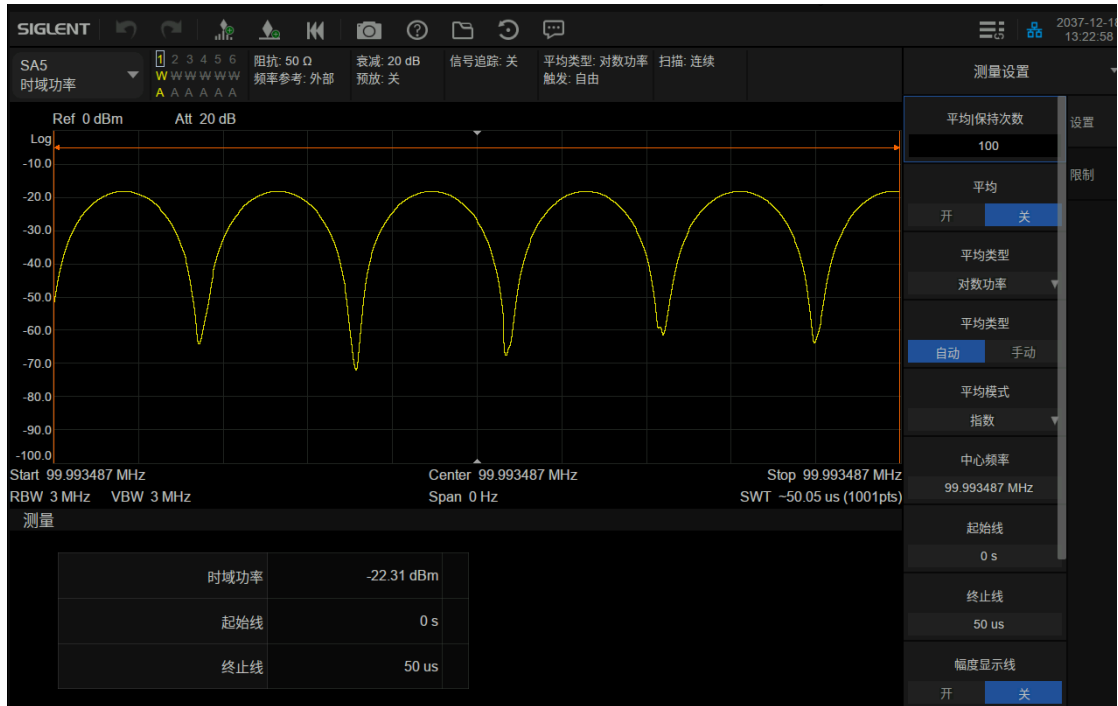 SIGLENT
2037-12-18
13:22:58
SA5
时域功率
1 2 3 4 5 6
W W W W W W
A A A A A A
阻抗: 50 Ω
频率参考: 外部
衰减: 20 dB
预放: 关
信号追踪: 关
平均类型: 对数功率
触发: 自由
扫描: 连续
Ref 0 dBm Att 20 dB
Log
-10.0
-20.0
-30.0
-40.0
-50.0
-60.0
-70.0
-80.0
-90.0
-100.0
Start 99.993487 MHz Center 99.993487 MHz Stop 99.993487 MHz
RBW 3 MHz VBW 3 MHz Span 0 Hz SWT ~50.05 us (1001pts)
测量
时域功率 -22.31 dBm
起始线 0 s
终止线 50 us
测量设置
设置
限制
平均|保持次数
100
平均
开 关
平均类型
对数功率
平均类型
自动 手动
平均模式
指数
中心频率
99.993487 MHz
起始线
0 s
终止线
50 us
幅度显示线
开 关